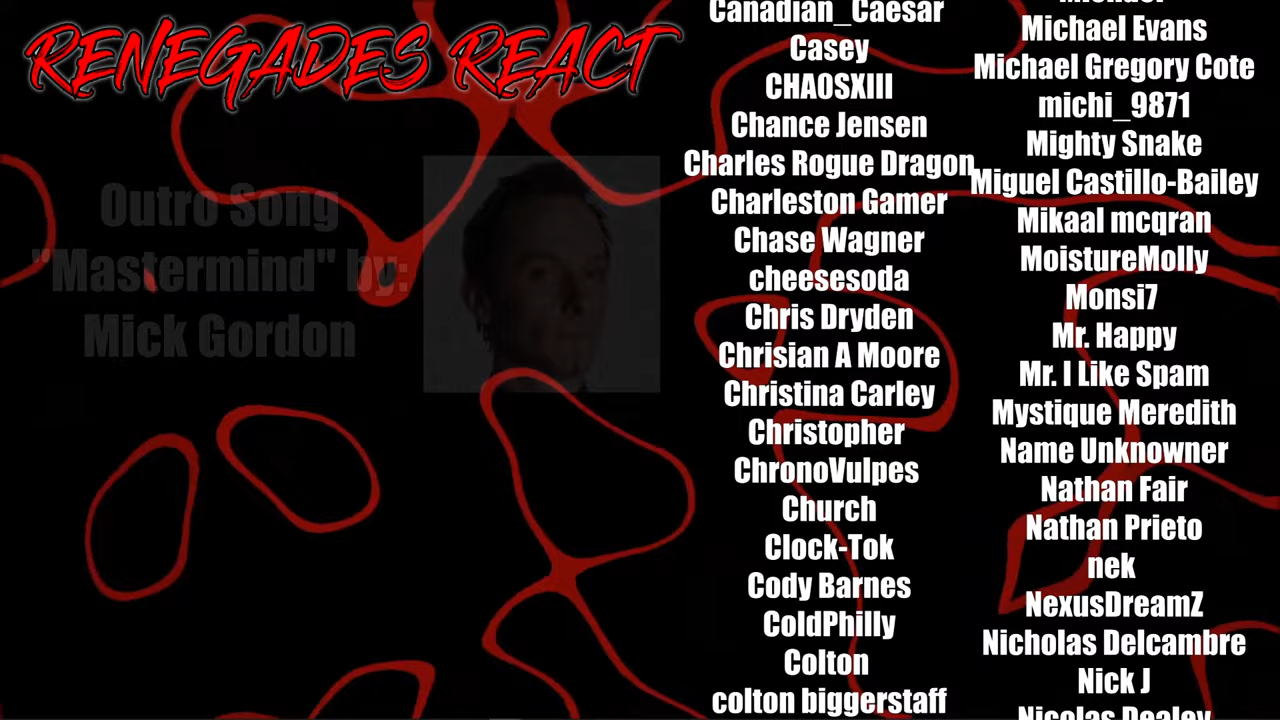 RENEGADES REACT
Outro Song
"Mastermind" by:
Mick Gordon
Canadian_Caesar
Casey
CHAOSXIII
Chance Jensen
Charles Rogue Dragon
Charleston Gamer
Chase Wagner
cheesesoda
Chris Dryden
Chrisian A Moore
Christina Carley
Christopher
ChronoVulpes
Church
Clock-Tok
Cody Barnes
ColdPhilly
Colton
colton biggerstaff
Michael
Michael Evans
Michael Gregory Cote
michi_9871
Mighty Snake
Miguel Castillo-Bailey
Mikaal mcqran
MoistureMolly
Monsi7
Mr. Happy
Mr. I Like Spam
Mystique Meredith
Name Unknowner
Nathan Fair
Nathan Prieto
nek
NexusDreamZ
Nicholas Delcambre
Nick J
Nicolas Dealey